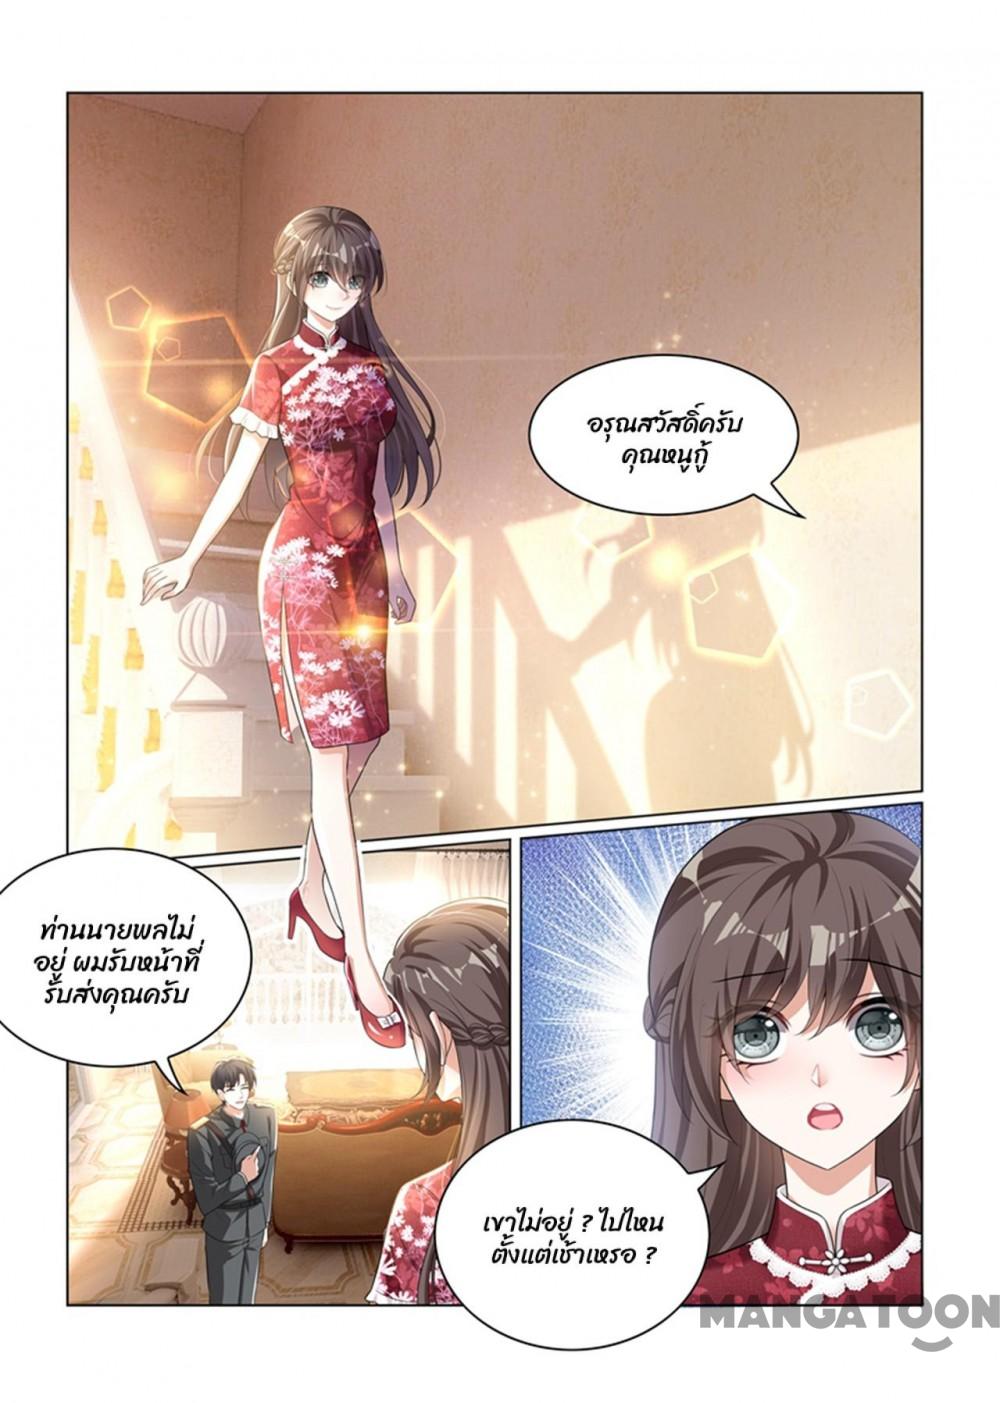 อรุณสวัสดิ์ครับ
คุณหนูกู้
ท่านนายพลไม่
อยู่ ผมรับหน้าที่
รับส่งคุณครับ
เขาไม่อยู่ ? ไปไหน
ตั้งแต่เช้าเหรอ ?
MANGATOON